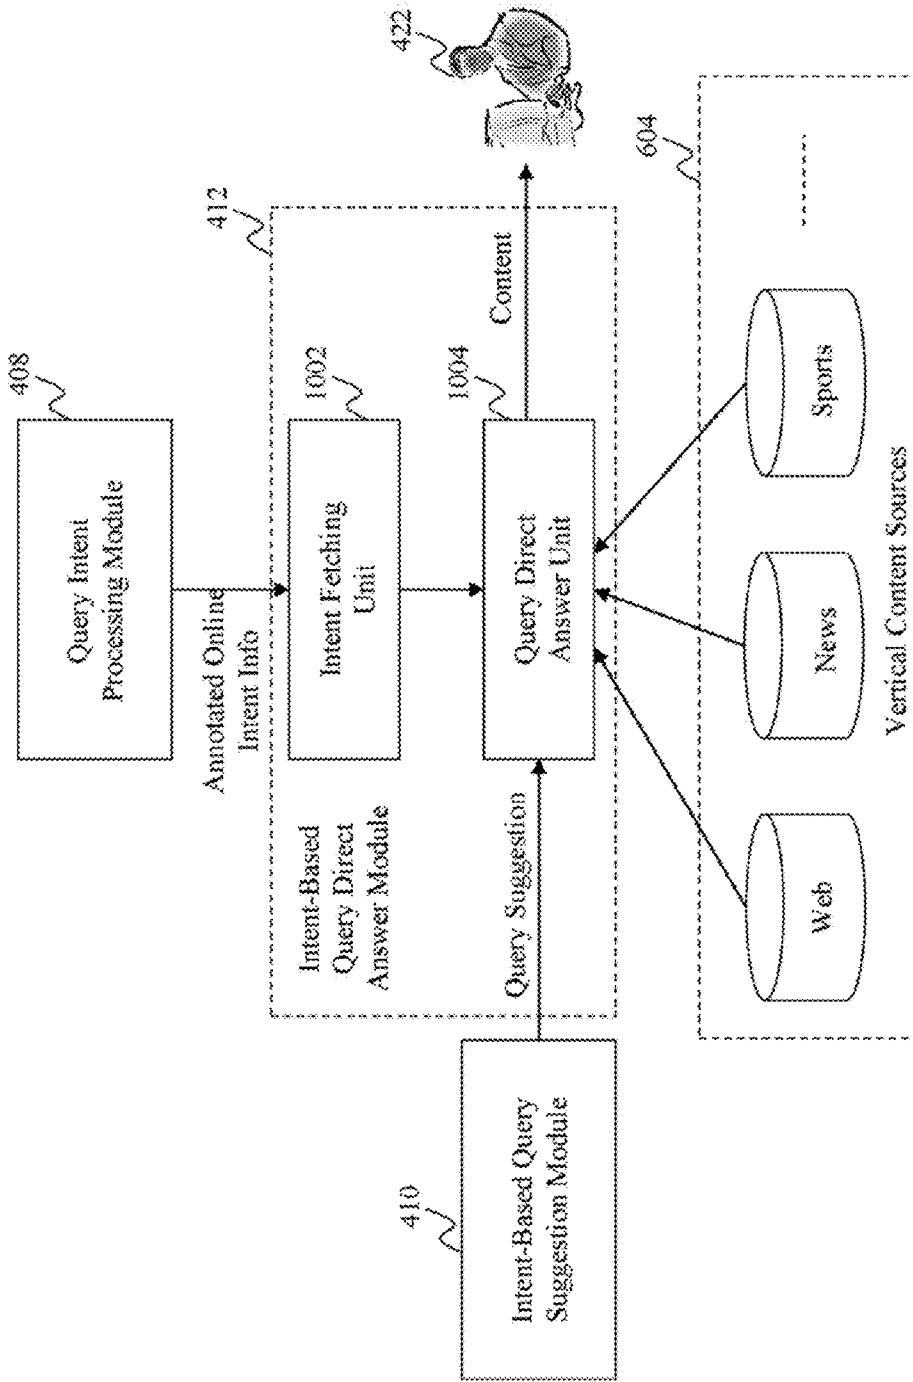 408
Query Intent
Processing Module
Annotated Online
Intent Info
412
Intent-Based
Query Direct
Answer Module
Intent Fetching
Unit
1002
410
Intent-Based Query
Suggestion Module
Query Suggestion
Query Direct
Answer Unit
1004
Content
422
604
Web
News
Sports
Vertical Content Sources